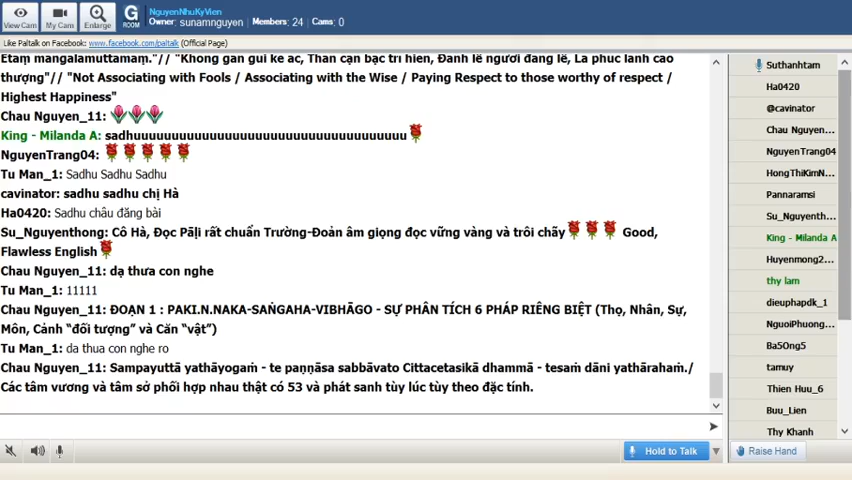 View Cam
My Cam
Enlarge
G
ROOM
NguyenNhuKyVien
Owner: sunamnguyen Members: 24 Cams: 0
Like Paltalk on Facebook: www.facebook.com/paltalk (Official Page)
Etaṃ maṅgalamuttamaṃ."// "Không gần gũi kẻ ác, Thân cận bậc trí hiền, Đảnh lễ người đáng lễ, Là phúc lành cao
thượng"// "Not Associating with Fools / Associating with the Wise / Paying Respect to those worthy of respect /
Highest Happiness"
Chau Nguyen_11:
King - Milanda A: sadhuuuuuuuuuuuuuuuuuuuuuuuuuuuuuuuuuuuuu
NguyenTrang04:
Tu Man_1: Sadhu Sadhu Sadhu
cavinator: sadhu sadhu chị Hà
Ha0420: Sadhu châu đăng bài
Su_Nguyenthong: Cô Hà, Đọc Pāḷi rất chuẩn Trường-Đoản âm giọng đọc vững vàng và trôi chãy Good,
Flawless English
Chau Nguyen_11: dạ thưa con nghe
Tu Man_1: 11111
Chau Nguyen_11: ĐOẠN 1 : PAKI.N.NAKA-SAṄGAHA-VIBHĀGO - SỰ PHÂN TÍCH 6 PHÁP RIÊNG BIỆT (Thọ, Nhân, Sự,
Môn, Cảnh “đối tượng” và Căn “vật”)
Tu Man_1: da thua con nghe ro
Chau Nguyen_11: Sampayuttā yathāyogaṁ - te paṇṇāsa sabbāvato Cittacetasikā dhammā - tesaṁ dāni yathārahaṁ./
Các tâm vương và tâm sở phối hợp nhau thật có 53 và phát sanh tùy lúc tùy theo đặc tính.
Hold to Talk
Suthanhtam
Ha0420
@cavinator
Chau Nguyen...
NguyenTrang04
HongThiKimN...
Pannaramsi
Su_Nguyenth...
King - Milanda A
Huyenmong2...
thy lam
dieuphapdk_1
NguoiPhuong...
Ba5Ong5
tamuy
Thien Huu_6
Buu_Lien
Thy Khanh
Raise Hand